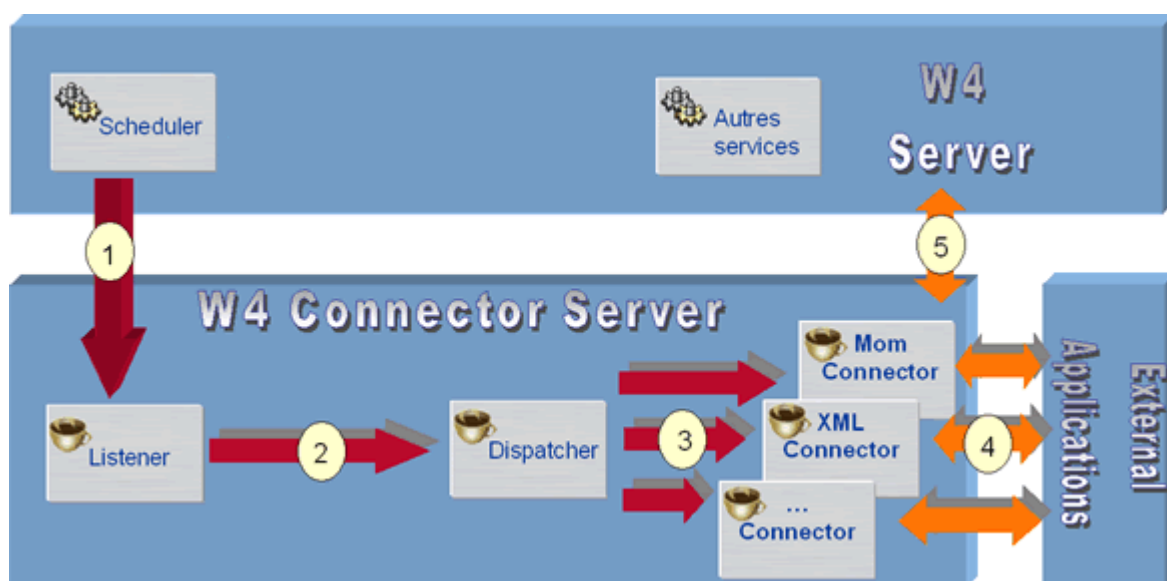 Scheduler
Autres
services
W4
Server
1
5
W4 Connector Server
Mom
Connector
XML
Connector
...
Connector
Listener
2
Dispatcher
3
4
External
Applications